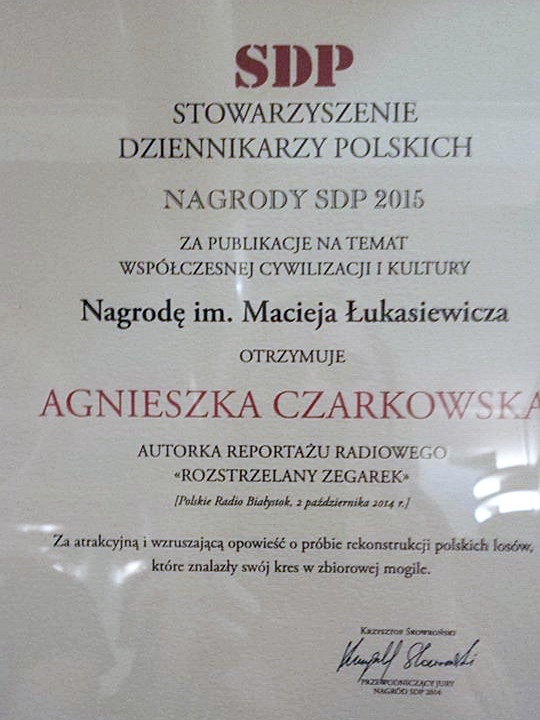 SDP
STOWARZYSZENIE
DZIENNIKARZY POLSKICH
NAGRODY SDP 2015
ZA PUBLIKACJE NA TEMAT
WSPÓŁCZESNEJ CYWILIZACJI I KULTURY
Nagrodę im. Macieja Łukasiewicza
OTRZYMUJE
AGNIESZKA CZARKOWSKA
AUTORKA REPORTAŻU RADIOWEGO
«ROZSTRZELANY ZEGAREK»
[Polskie Radio Białystok, 2 października 2014 r.]
Za atrakcyjną i wzruszającą opowieść o próbie rekonstrukcji polskich losów,
które znalazły swój kres w zbiorowej mogile.
KRZYSZTOF SKOWROŃSKI
PRZEWODNICZĄCY JURY
NAGRÓD SDP 2014